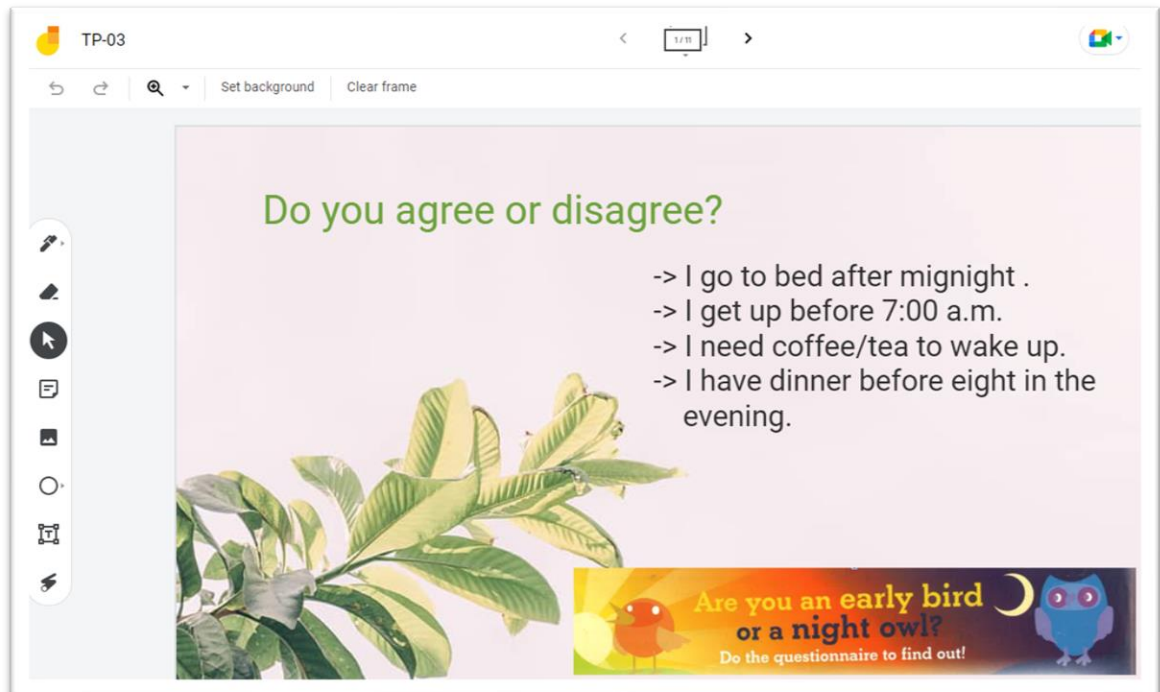 TP-03
1 / 11
Set background
Clear frame
Do you agree or disagree?
-> I go to bed after mignight .
-> I get up before 7:00 a.m.
-> I need coffee/tea to wake up.
-> I have dinner before eight in the
evening.
Are you an early bird
or a night owl?
Do the questionnaire to find out!